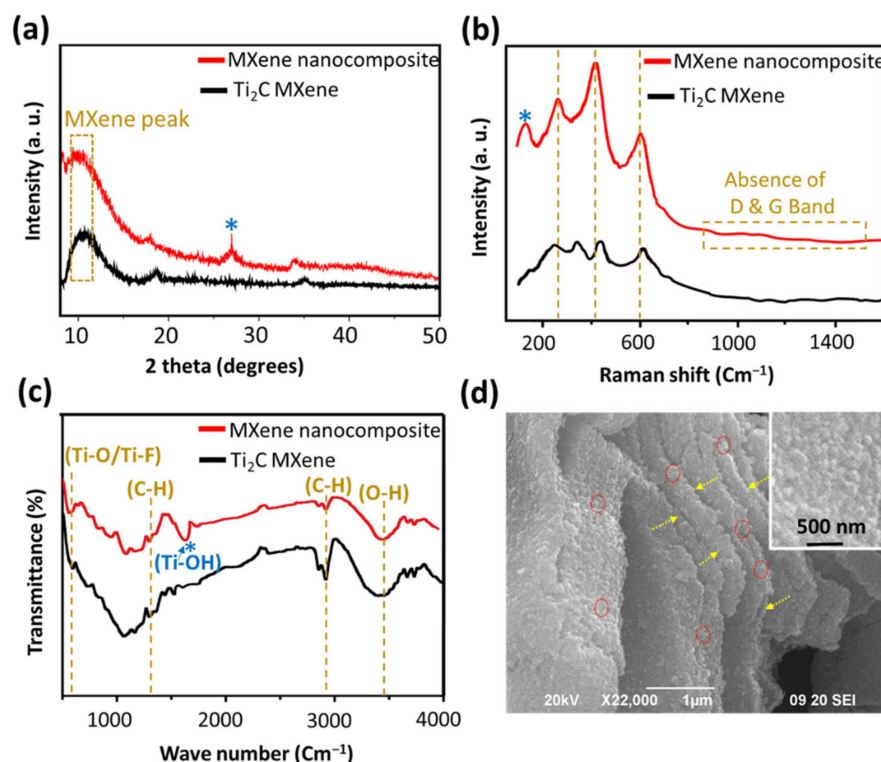 (a)
MXene nanocomposite
Ti₂C MXene
MXene peak
*
Intensity (a. u.)
10 20 30 40 50
2 theta (degrees)
(b)
MXene nanocomposite
Ti₂C MXene
*
Absence of
D & G Band
Intensity (a. u.)
200 600 1000 1400
Raman shift (Cm⁻¹)
(c)
MXene nanocomposite
Ti₂C MXene
(Ti-O/Ti-F)
(C-H)
(C-H)
(O-H)
*
(Ti-OH)
Transmittance (%)
1000 2000 3000 4000
Wave number (Cm⁻¹)
(d)
500 nm
20kV X22,000 1µm 09 20 SEI